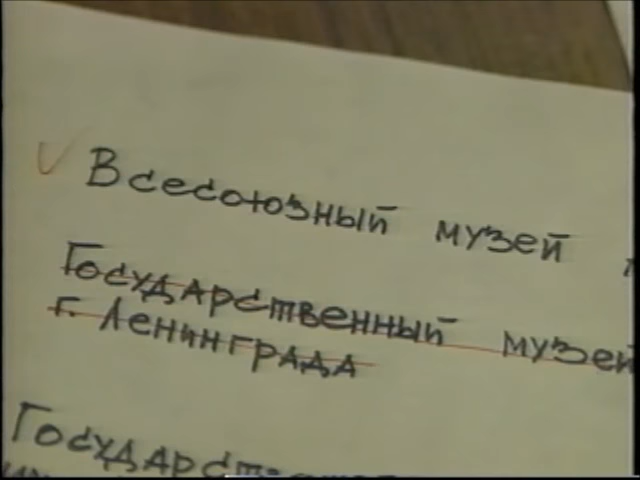 Всесоюзный музей
Государственный музей
г. Ленинграда
Государств